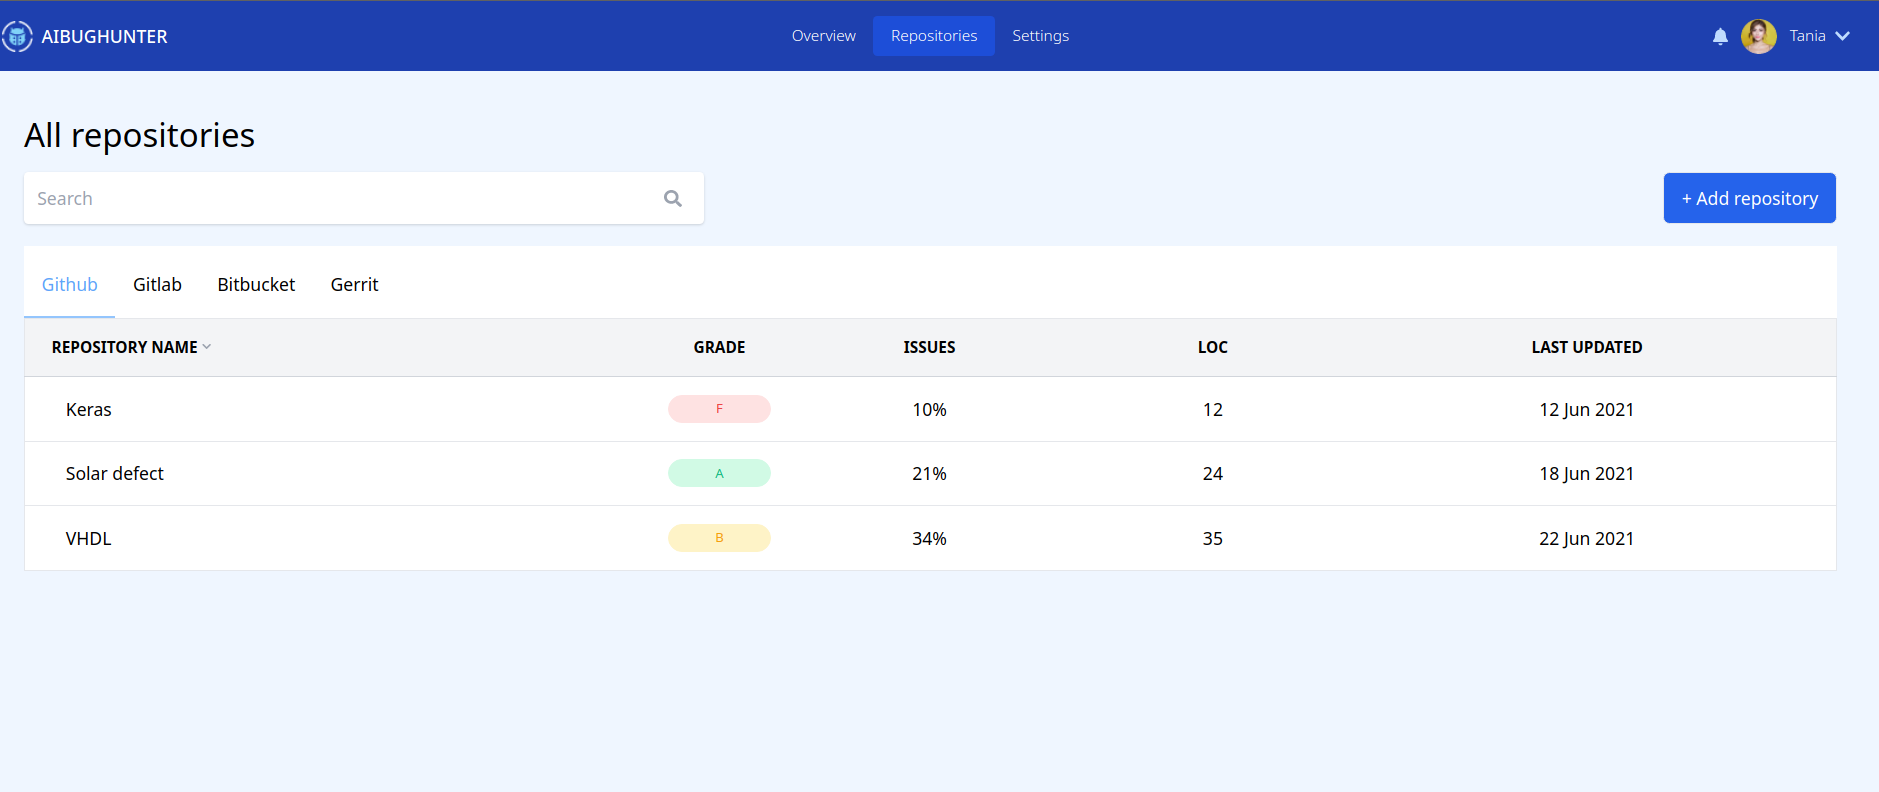 AIBUGHUNTER Overview Repositories Settings Tania
All repositories
Search + Add repository
Github Gitlab Bitbucket Gerrit
REPOSITORY NAME GRADE ISSUES LOC LAST UPDATED
Keras F 10% 12 12 Jun 2021
Solar defect A 21% 24 18 Jun 2021
VHDL B 34% 35 22 Jun 2021